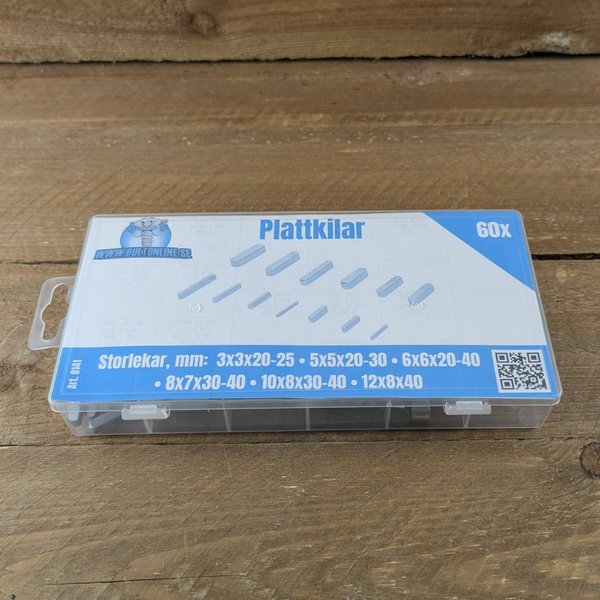 Plattkilar
60x
WWW.BULTONLINE.SE
Storlekar, mm: 3x3x20-25 • 5x5x20-30 • 6x6x20-40
• 8x7x30-40 • 10x8x30-40 • 12x8x40
Art. 8141